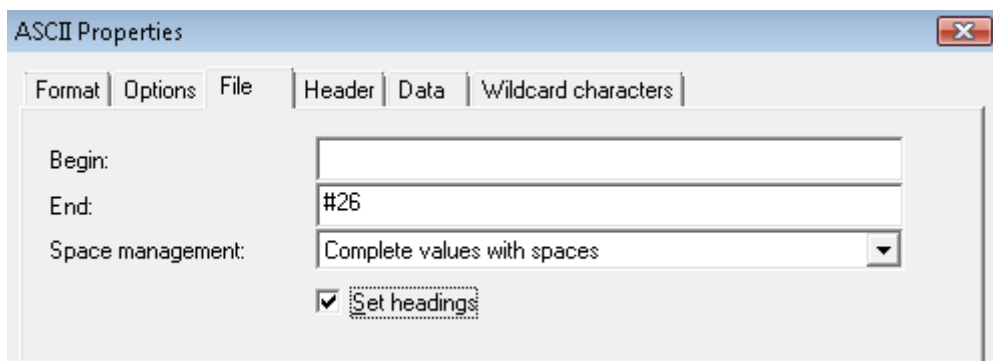 ASCII Properties
Format Options File Header Data Wildcard characters
Begin:
End: #26
Space management: Complete values with spaces
Set headings